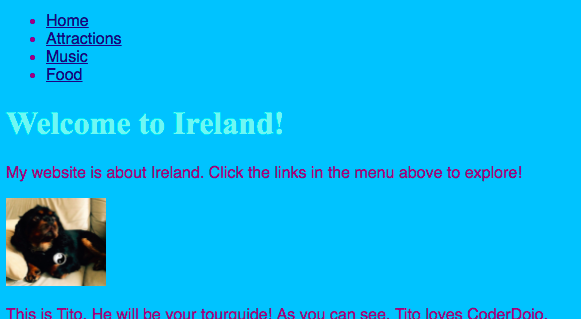 Home
Attractions
Music
Food
Welcome to Ireland!
My website is about Ireland. Click the links in the menu above to explore!
This is Tito. He will be your tourguide! As you can see, Tito loves CoderDojo.